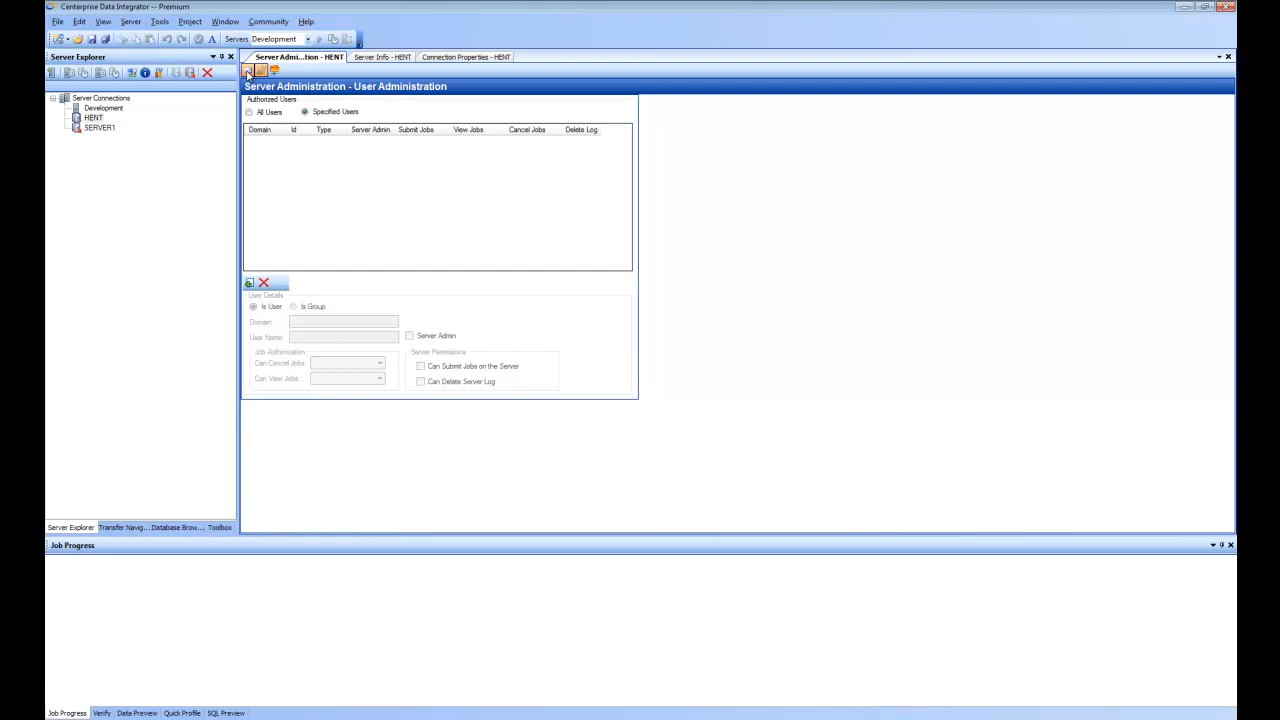 Centerprise Data Integrator - Premium
File Edit View Server Tools Project Window Community Help
Servers Development
Server Explorer
Server Admi...tion - HENT Server Info - HENT Connection Properties - HENT
Server Administration - User Administration
Server Connections
Development
HENT
SERVER1
Authorized Users
All Users Specified Users
Domain Id Type Server Admin Submit Jobs View Jobs Cancel Jobs Delete Log
User Details
Is User Is Group
Domain:
User Name: Server Admin
Job Authorization Server Permissions
Can Cancel Jobs: Can Submit Jobs on the Server
Can View Jobs : Can Delete Server Log
Server Explorer Transfer Navig... Database Brow... Toolbox
Job Progress
Job Progress Verify Data Preview Quick Profile SQL Preview